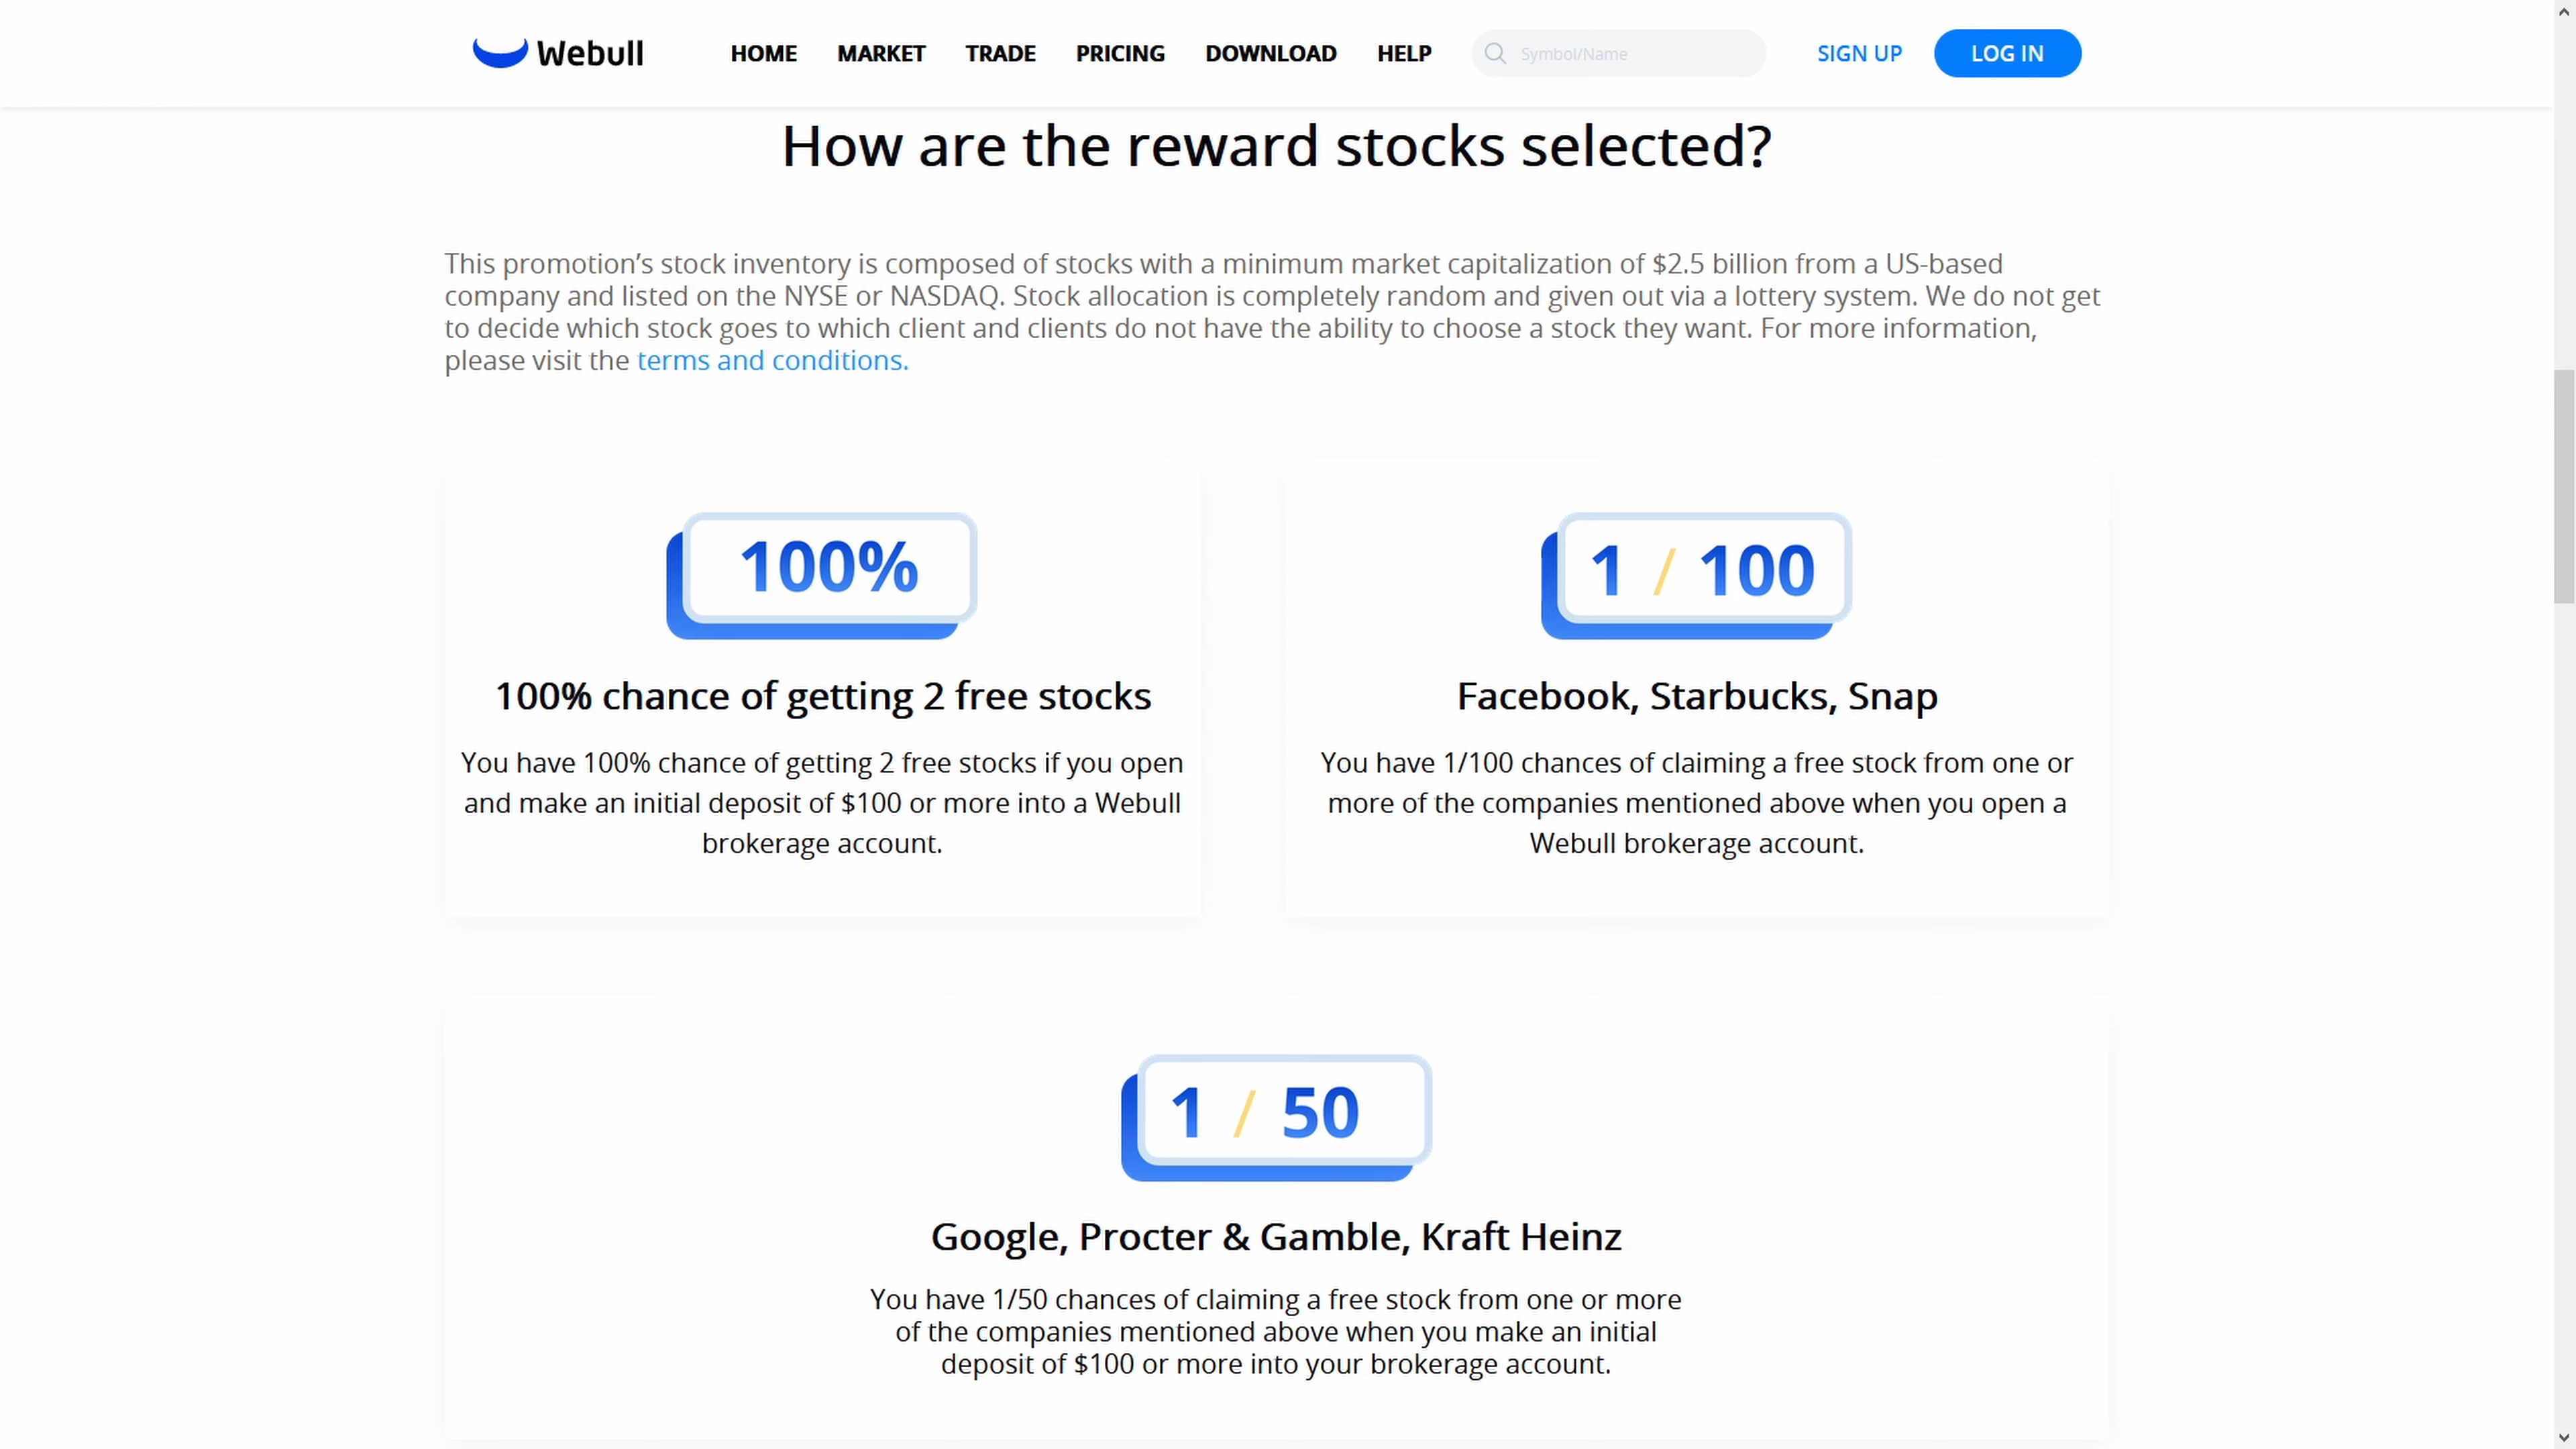 Webull
HOME MARKET TRADE PRICING DOWNLOAD HELP Symbol/Name SIGN UP LOG IN
How are the reward stocks selected?
This promotion’s stock inventory is composed of stocks with a minimum market capitalization of $2.5 billion from a US-based
company and listed on the NYSE or NASDAQ. Stock allocation is completely random and given out via a lottery system. We do not get
to decide which stock goes to which client and clients do not have the ability to choose a stock they want. For more information,
please visit the terms and conditions.
100%
100% chance of getting 2 free stocks
You have 100% chance of getting 2 free stocks if you open
and make an initial deposit of $100 or more into a Webull
brokerage account.
1 / 100
Facebook, Starbucks, Snap
You have 1/100 chances of claiming a free stock from one or
more of the companies mentioned above when you open a
Webull brokerage account.
1 / 50
Google, Procter & Gamble, Kraft Heinz
You have 1/50 chances of claiming a free stock from one or more
of the companies mentioned above when you make an initial
deposit of $100 or more into your brokerage account.